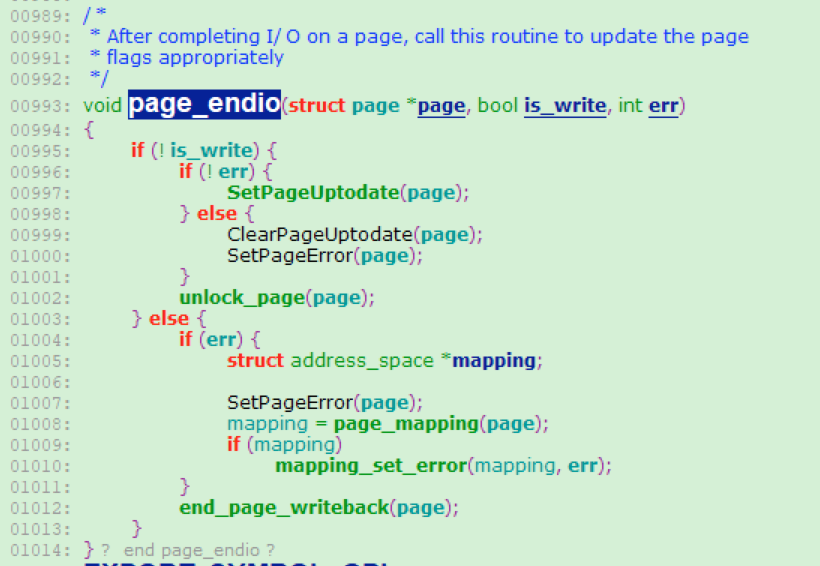 00989: /*
00990:  * After completing I/ O on a page, call this routine to update the page
00991:  * flags appropriately
00992:  */
00993: void page_endio(struct page *page, bool is_write, int err)
00994: {
00995:     if (! is_write) {
00996:         if (! err) {
00997:             SetPageUptodate(page);
00998:         } else {
00999:             ClearPageUptodate(page);
01000:             SetPageError(page);
01001:         }
01002:         unlock_page(page);
01003:     } else {
01004:         if (err) {
01005:             struct address_space *mapping;
01006:
01007:             SetPageError(page);
01008:             mapping = page_mapping(page);
01009:             if (mapping)
01010:                 mapping_set_error(mapping, err);
01011:         }
01012:         end_page_writeback(page);
01013:     }
01014: } ? end page_endio ?